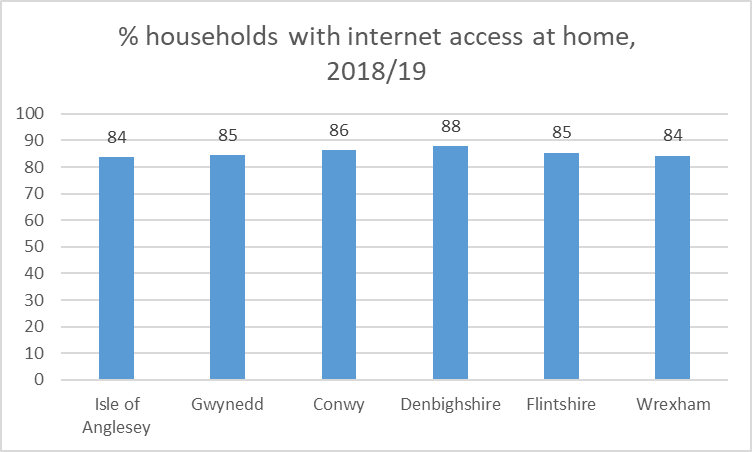 % households with internet access at home,
2018/19
100
90
80
70
60
50
40
30
20
10
0
84
85
86
88
85
84
Isle of
Anglesey
Gwynedd
Conwy
Denbighshire
Flintshire
Wrexham